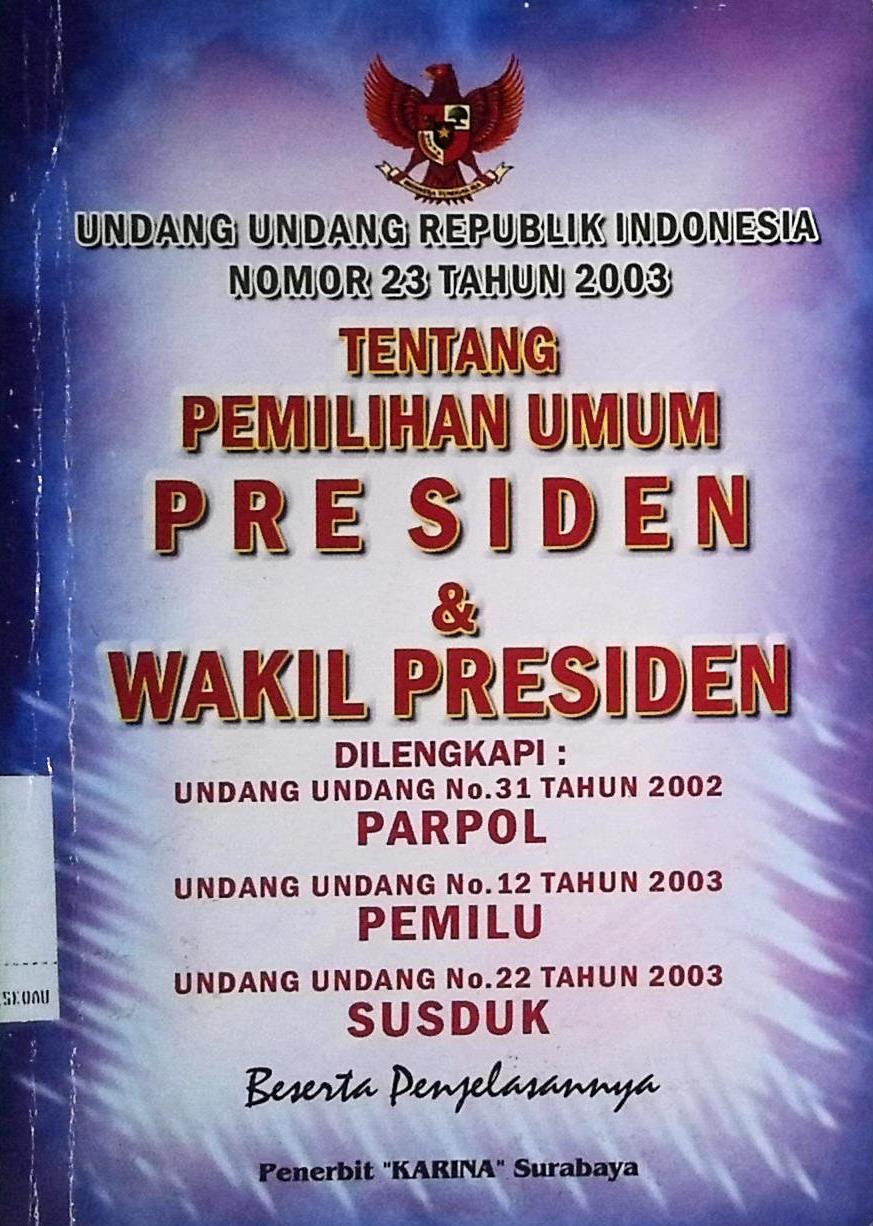 UNDANG UNDANG REPUBLIK INDONESIA
NOMOR 23 TAHUN 2003
TENTANG
PEMILIHAN UMUM
PRESIDEN
&
WAKIL PRESIDEN
DILENGKAPI :
UNDANG UNDANG No.31 TAHUN 2002
PARPOL
UNDANG UNDANG No.12 TAHUN 2003
PEMILU
UNDANG UNDANG No.22 TAHUN 2003
SUSDUK
Beserta Penjelasannya
Penerbit "KARINA" Surabaya
SEKOAU